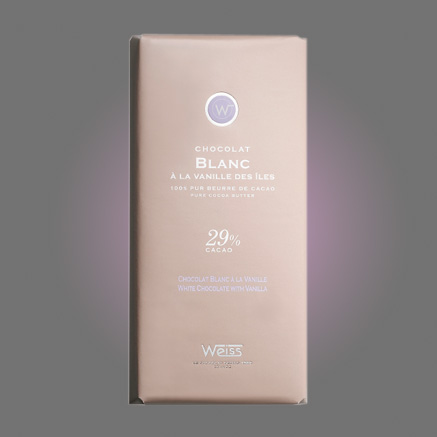 W
CHOCOLAT
BLANC
À LA VANILLE DES ÎLES
100% PUR BEURRE DE CACAO
PURE COCOA BUTTER
29%
CACAO
CHOCOLAT BLANC À LA VANILLE
WHITE CHOCOLATE WITH VANILLA
Weiss